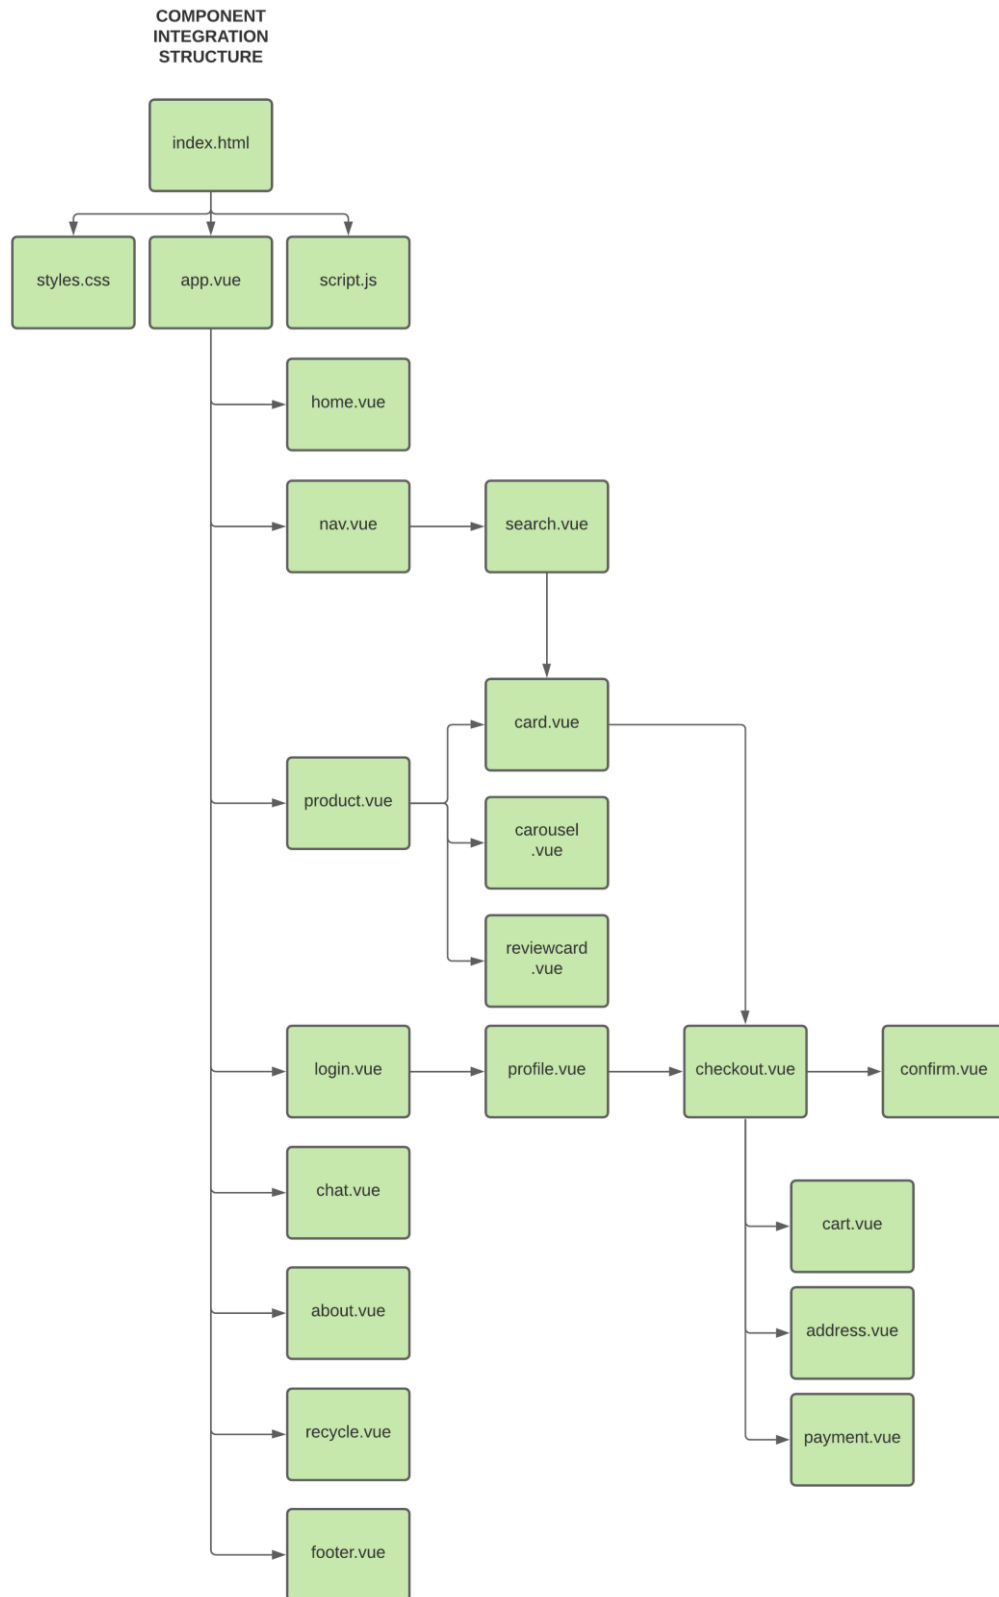 COMPONENT
INTEGRATION
STRUCTURE
index.html
styles.css
app.vue
script.js
home.vue
nav.vue
search.vue
card.vue
product.vue
carousel
.vue
reviewcard
.vue
login.vue
profile.vue
checkout.vue
confirm.vue
chat.vue
cart.vue
about.vue
address.vue
recycle.vue
payment.vue
footer.vue